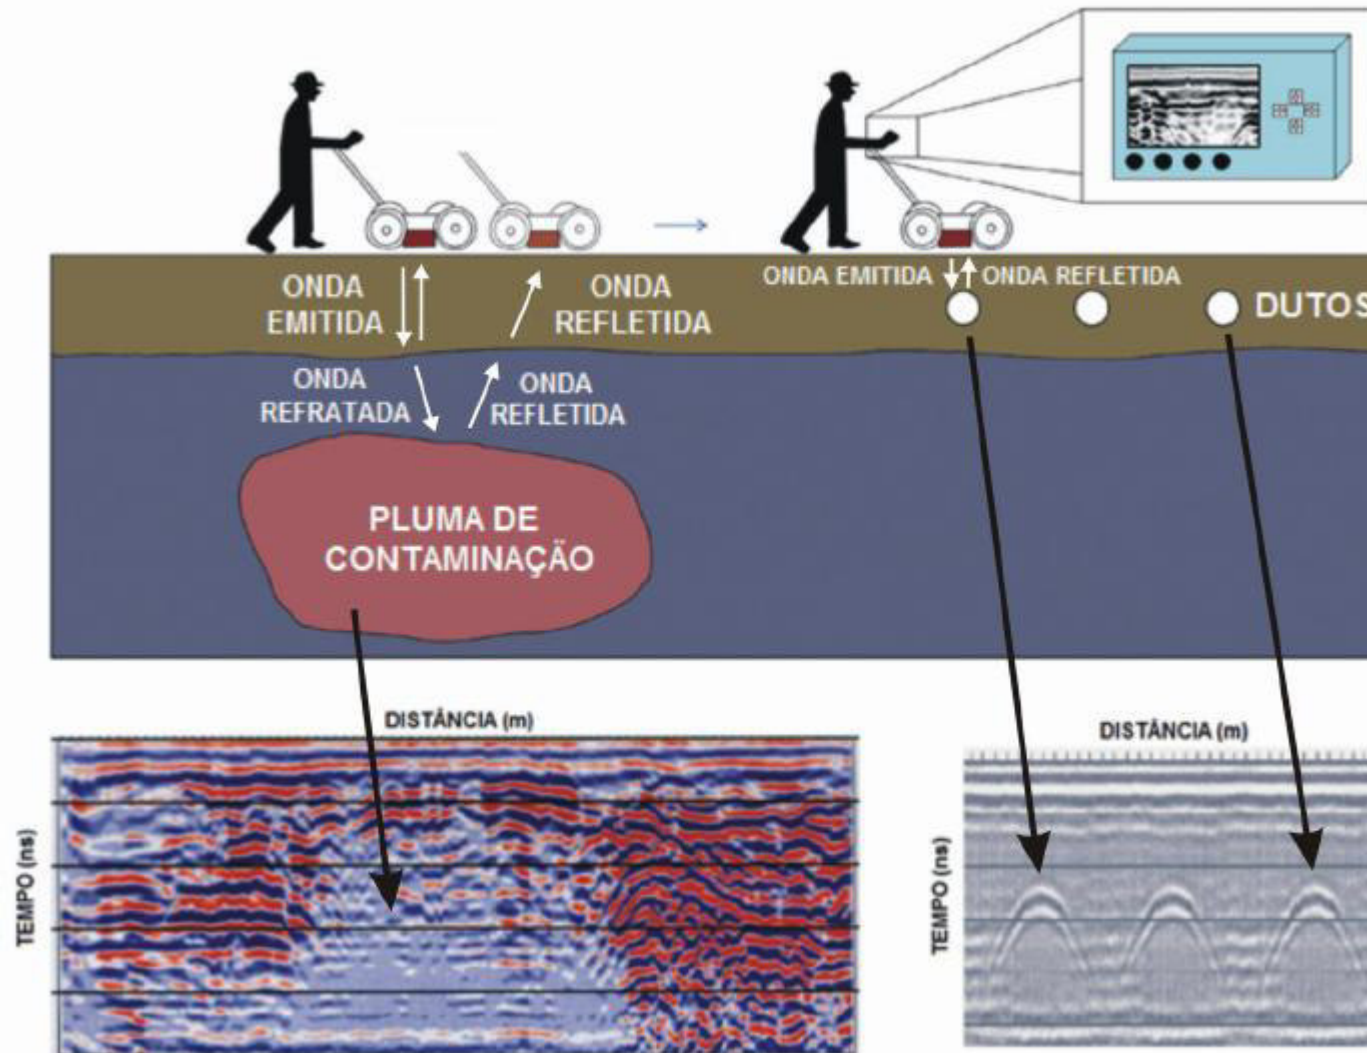 ONDA
EMITIDA
ONDA
REFLETIDA
ONDA EMITIDA
ONDA REFLETIDA
DUTOS
ONDA
REFRATADA
ONDA
REFLETIDA
PLUMA DE
CONTAMINAÇÃO
DISTÂNCIA (m)
TEMPO (ns)
DISTÂNCIA (m)
TEMPO (ns)